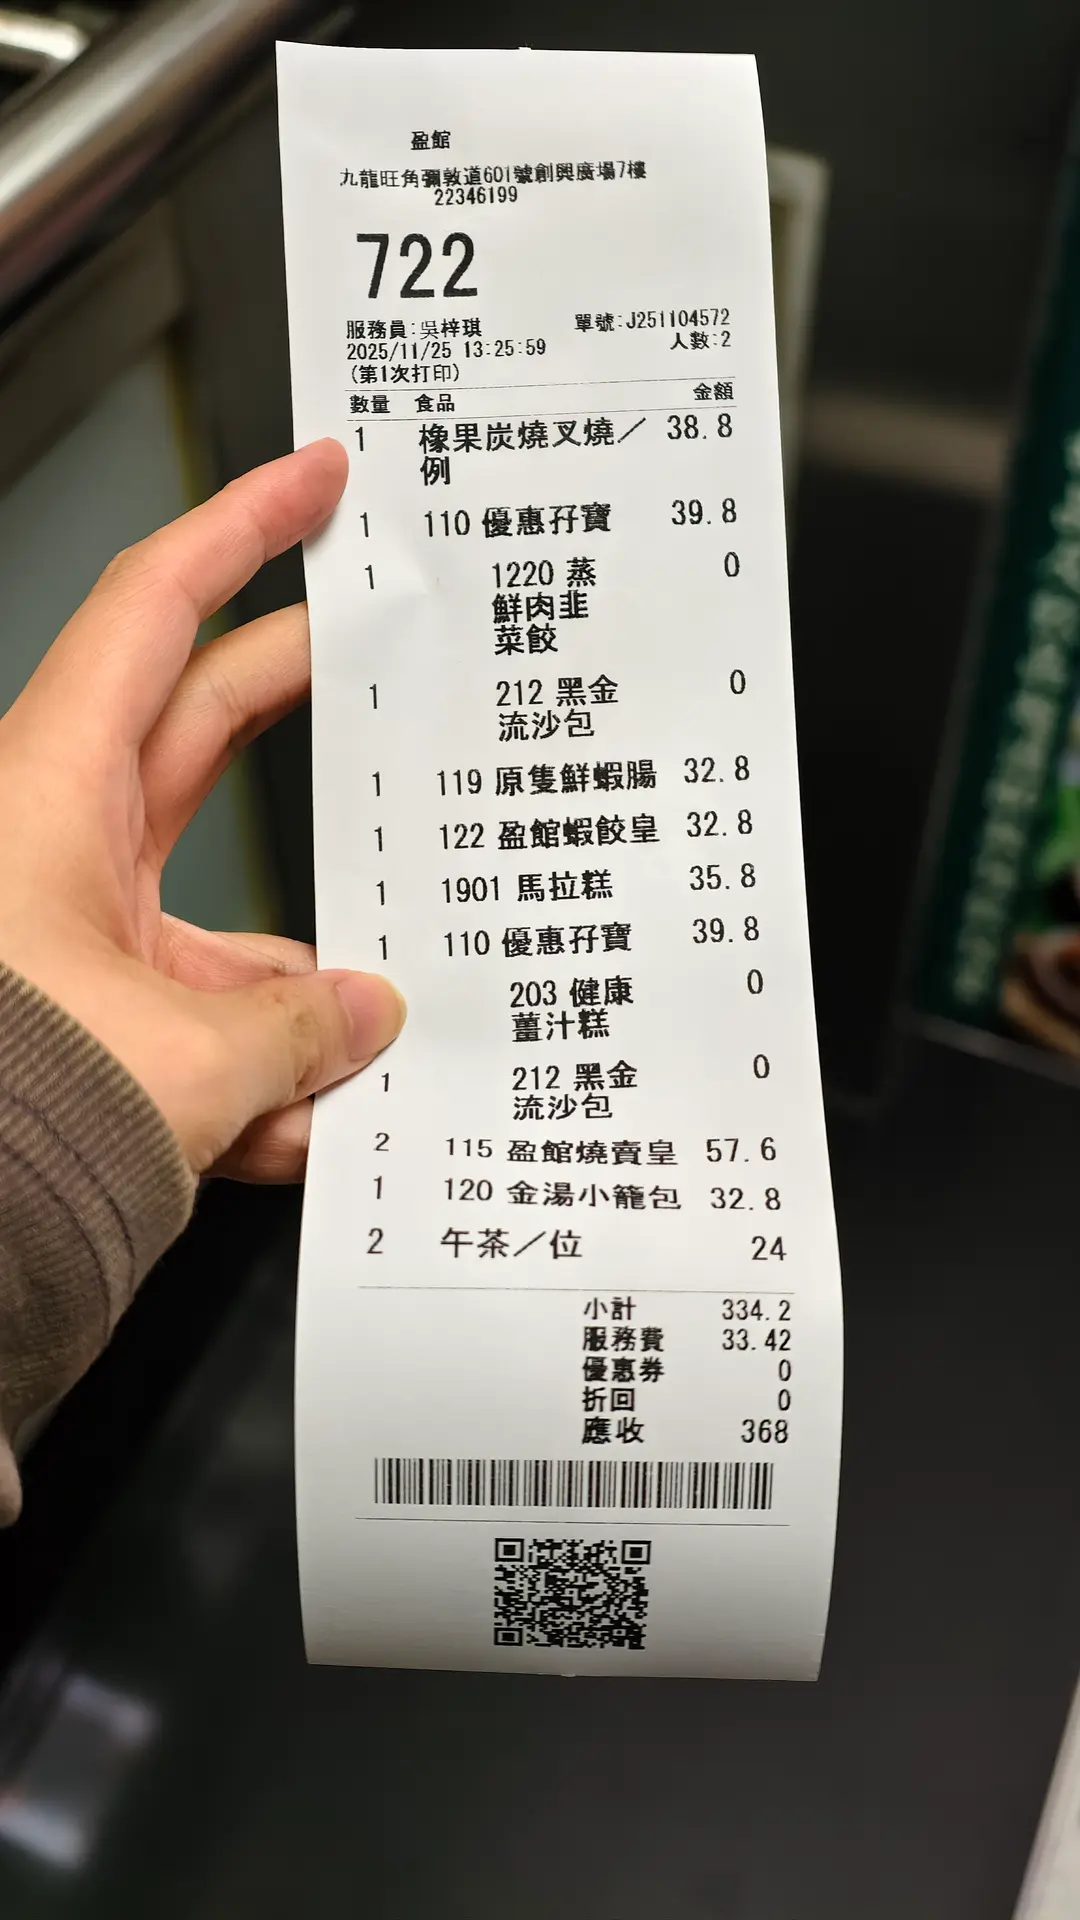 盈館
九龍旺角彌敦道601號創興廣場7樓
22346199
722
服務員:吳梓琪 單號:J251104572
2025/11/25 13:25:59 人數:2
(第1次打印)
數量 食品 金額
1 橡果炭燒叉燒／ 38.8
例
1 110 優惠孖寶 39.8
1 1220 蒸 0
鮮肉韭
菜餃
1 212 黑金 0
流沙包
1 119 原隻鮮蝦腸 32.8
1 122 盈館蝦餃皇 32.8
1 1901 馬拉糕 35.8
1 110 優惠孖寶 39.8
203 健康 0
薑汁糕
1 212 黑金 0
流沙包
2 115 盈館燒賣皇 57.6
1 120 金湯小籠包 32.8
2 午茶／位 24
小計 334.2
服務費 33.42
優惠券 0
折回 0
應收 368